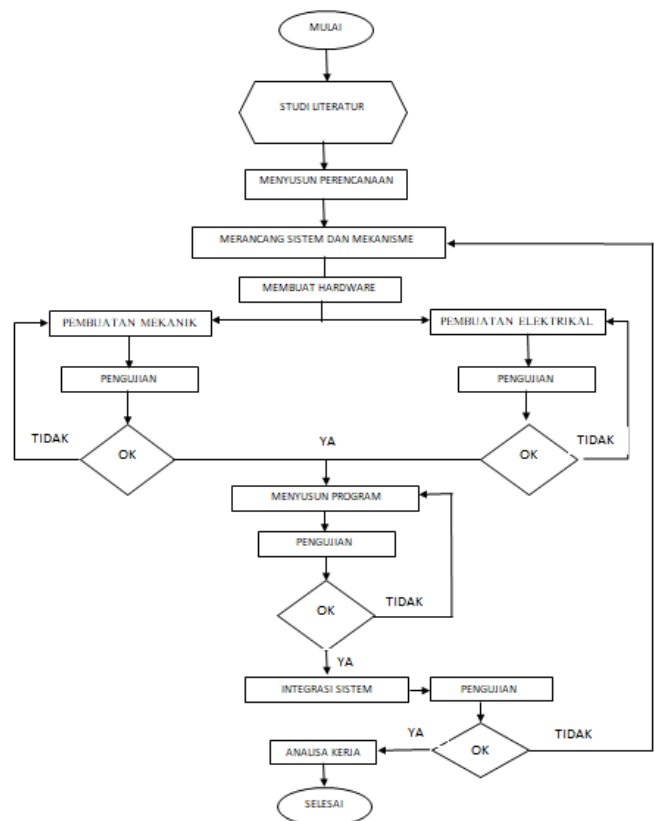 MULAI
STUDI LITERATUR
MENYUSUN PERENCANAAN
MERANCANG SISTEM DAN MEKANISME
MEMBUAT HARDWARE
PEMBUATAN MEKANIK
PEMBUATAN ELEKTRIKAL
PENGUJIAN
PENGUJIAN
TIDAK
OK
YA
OK
TIDAK
MENYUSUN PROGRAM
PENGUJIAN
OK
TIDAK
YA
INTEGRASI SISTEM
PENGUJIAN
YA
OK
TIDAK
ANALISA KERJA
SELESAI